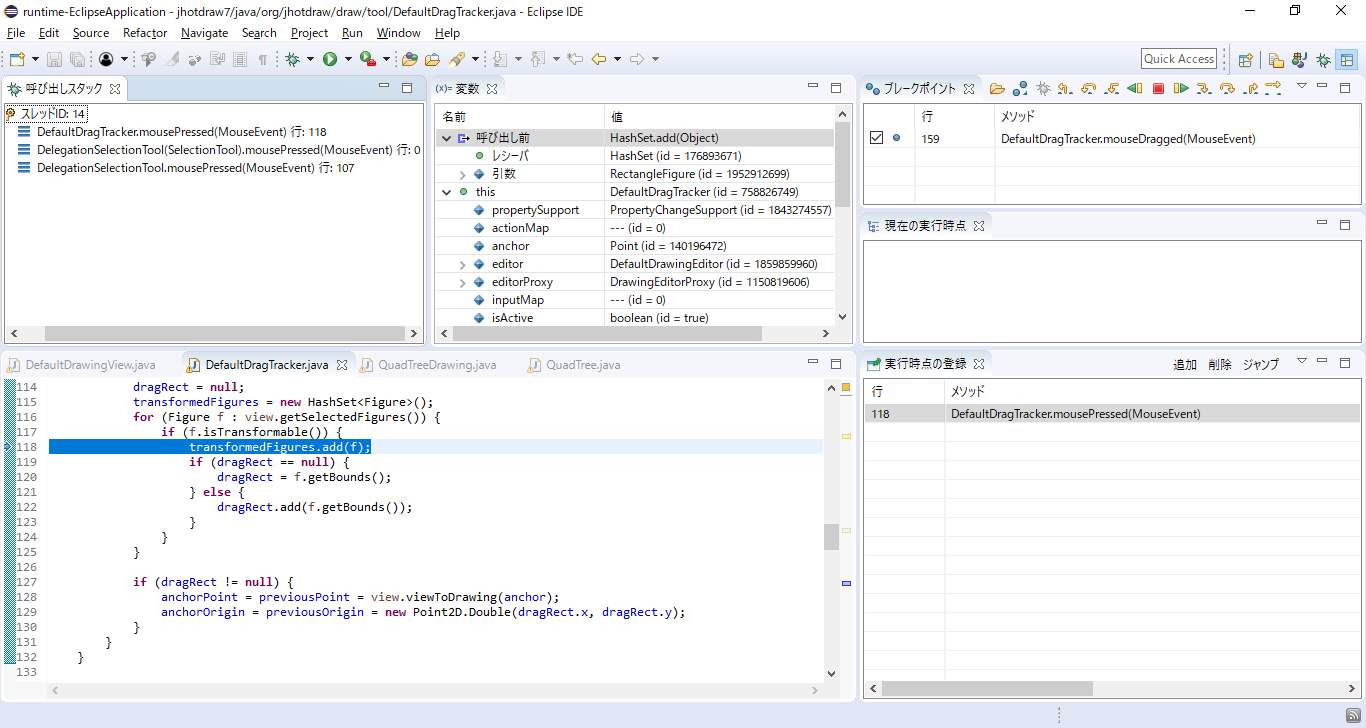 runtime-EclipseApplication - jhotdraw7/java/org/jhotdraw/draw/tool/DefaultDragTracker.java - Eclipse IDE
File Edit Source Refactor Navigate Search Project Run Window Help
Quick Access
呼び出しスタック
スレッドID: 14
DefaultDragTracker.mousePressed(MouseEvent) 行: 118
DelegationSelectionTool(SelectionTool).mousePressed(MouseEvent) 行: 0
DelegationSelectionTool.mousePressed(MouseEvent) 行: 107
(x)= 変数
名前 値
呼び出し前 HashSet.add(Object)
レシーバ HashSet (id = 176893671)
引数 RectangleFigure (id = 1952912699)
this DefaultDragTracker (id = 758826749)
propertySupport PropertyChangeSupport (id = 1843274557)
actionMap --- (id = 0)
anchor Point (id = 140196472)
editor DefaultDrawingEditor (id = 1859859960)
editorProxy DrawingEditorProxy (id = 1150819606)
inputMap --- (id = 0)
isActive boolean (id = true)
ブレークポイント
行 メソッド
159 DefaultDragTracker.mouseDragged(MouseEvent)
現在の実行時点
DefaultDrawingView.java DefaultDragTracker.java QuadTreeDrawing.java QuadTree.java
114 dragRect = null;
115 transformedFigures = new HashSet<Figure>();
116 for (Figure f : view.getSelectedFigures()) {
117 if (f.isTransformable()) {
118 transformedFigures.add(f);
119 if (dragRect == null) {
120 dragRect = f.getBounds();
121 } else {
122 dragRect.add(f.getBounds());
123 }
124 }
125 }
126
127 if (dragRect != null) {
128 anchorPoint = previousPoint = view.viewToDrawing(anchor);
129 anchorOrigin = previousOrigin = new Point2D.Double(dragRect.x, dragRect.y);
130 }
131 }
132 }
133
実行時点の登録 追加 削除 ジャンプ
行 メソッド
118 DefaultDragTracker.mousePressed(MouseEvent)